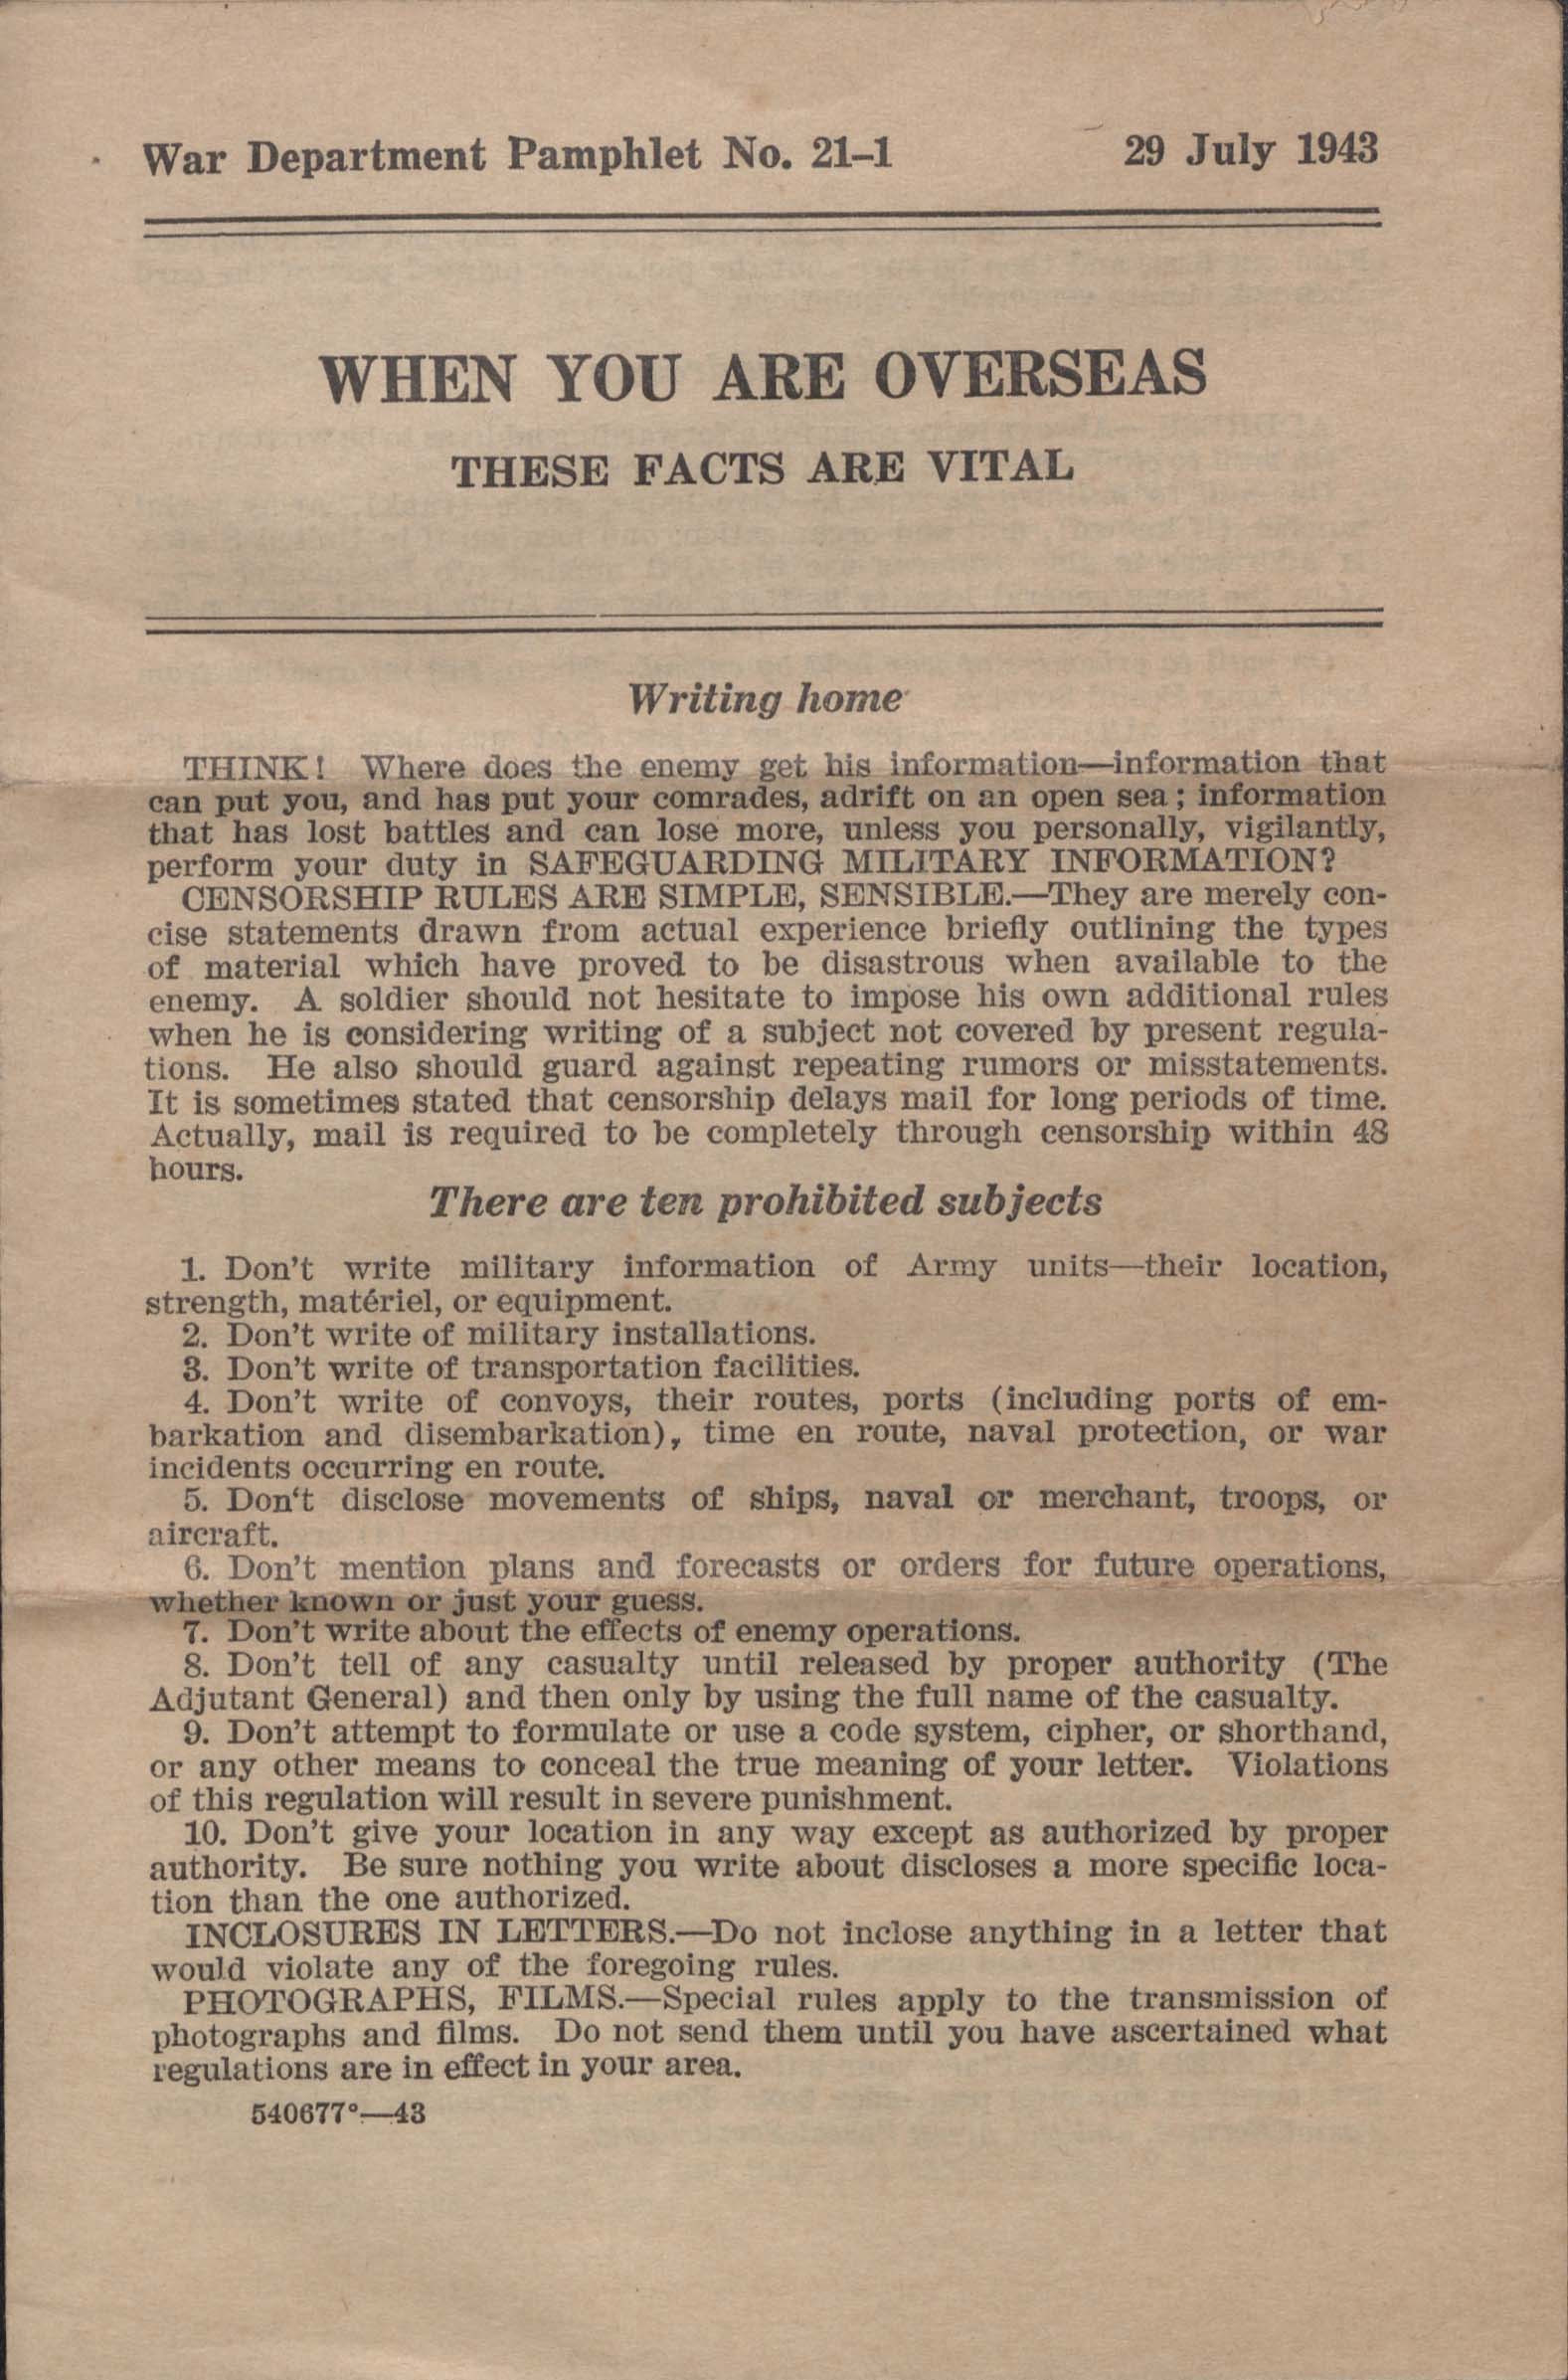 War Department Pamphlet No. 21–1 29 July 1943
WHEN YOU ARE OVERSEAS
THESE FACTS ARE VITAL
Writing home
THINK! Where does the enemy get his information—information that
can put you, and has put your comrades, adrift on an open sea; information
that has lost battles and can lose more, unless you personally, vigilantly,
perform your duty in SAFEGUARDING MILITARY INFORMATION?
CENSORSHIP RULES ARE SIMPLE, SENSIBLE.—They are merely con-
cise statements drawn from actual experience briefly outlining the types
of material which have proved to be disastrous when available to the
enemy. A soldier should not hesitate to impose his own additional rules
when he is considering writing of a subject not covered by present regula-
tions. He also should guard against repeating rumors or misstatements.
It is sometimes stated that censorship delays mail for long periods of time.
Actually, mail is required to be completely through censorship within 48
hours.
There are ten prohibited subjects
1. Don't write military information of Army units—their location,
strength, matériel, or equipment.
2. Don't write of military installations.
3. Don't write of transportation facilities.
4. Don't write of convoys, their routes, ports (including ports of em-
barkation and disembarkation), time en route, naval protection, or war
incidents occurring en route.
5. Don‘t disclose movements of ships, naval or merchant, troops, or
aircraft.
6. Don't mention plans and forecasts or orders for future operations,
whether known or just your guess.
7. Don't write about the effects of enemy operations.
8. Don't tell of any casualty until released by proper authority (The
Adjutant General) and then only by using the full name of the casualty.
9. Don't attempt to formulate or use a code system, cipher, or shorthand,
or any other means to conceal the true meaning of your letter. Violations
of this regulation will result in severe punishment.
10. Don't give your location in any way except as authorized by proper
authority. Be sure nothing you write about discloses a more specific loca-
tion than the one authorized.
INCLOSURES IN LETTERS.—Do not inclose anything in a letter that
would violate any of the foregoing rules.
PHOTOGRAPHS, FILMS.—Special rules apply to the transmission of
photographs and films. Do not send them until you have ascertained what
regulations are in effect in your area.
540677°—43